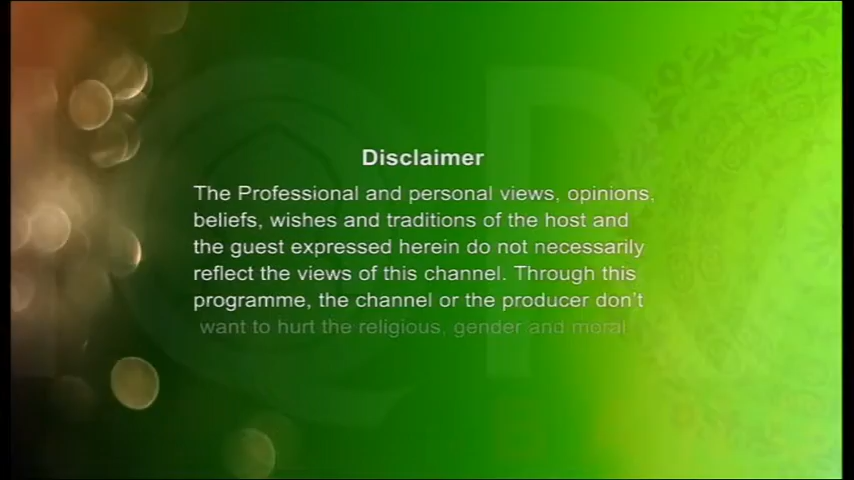 Disclaimer
The Professional and personal views, opinions,
beliefs, wishes and traditions of the host and
the guest expressed herein do not necessarily
reflect the views of this channel. Through this
programme, the channel or the producer don't
want to hurt the religious, gender and moral